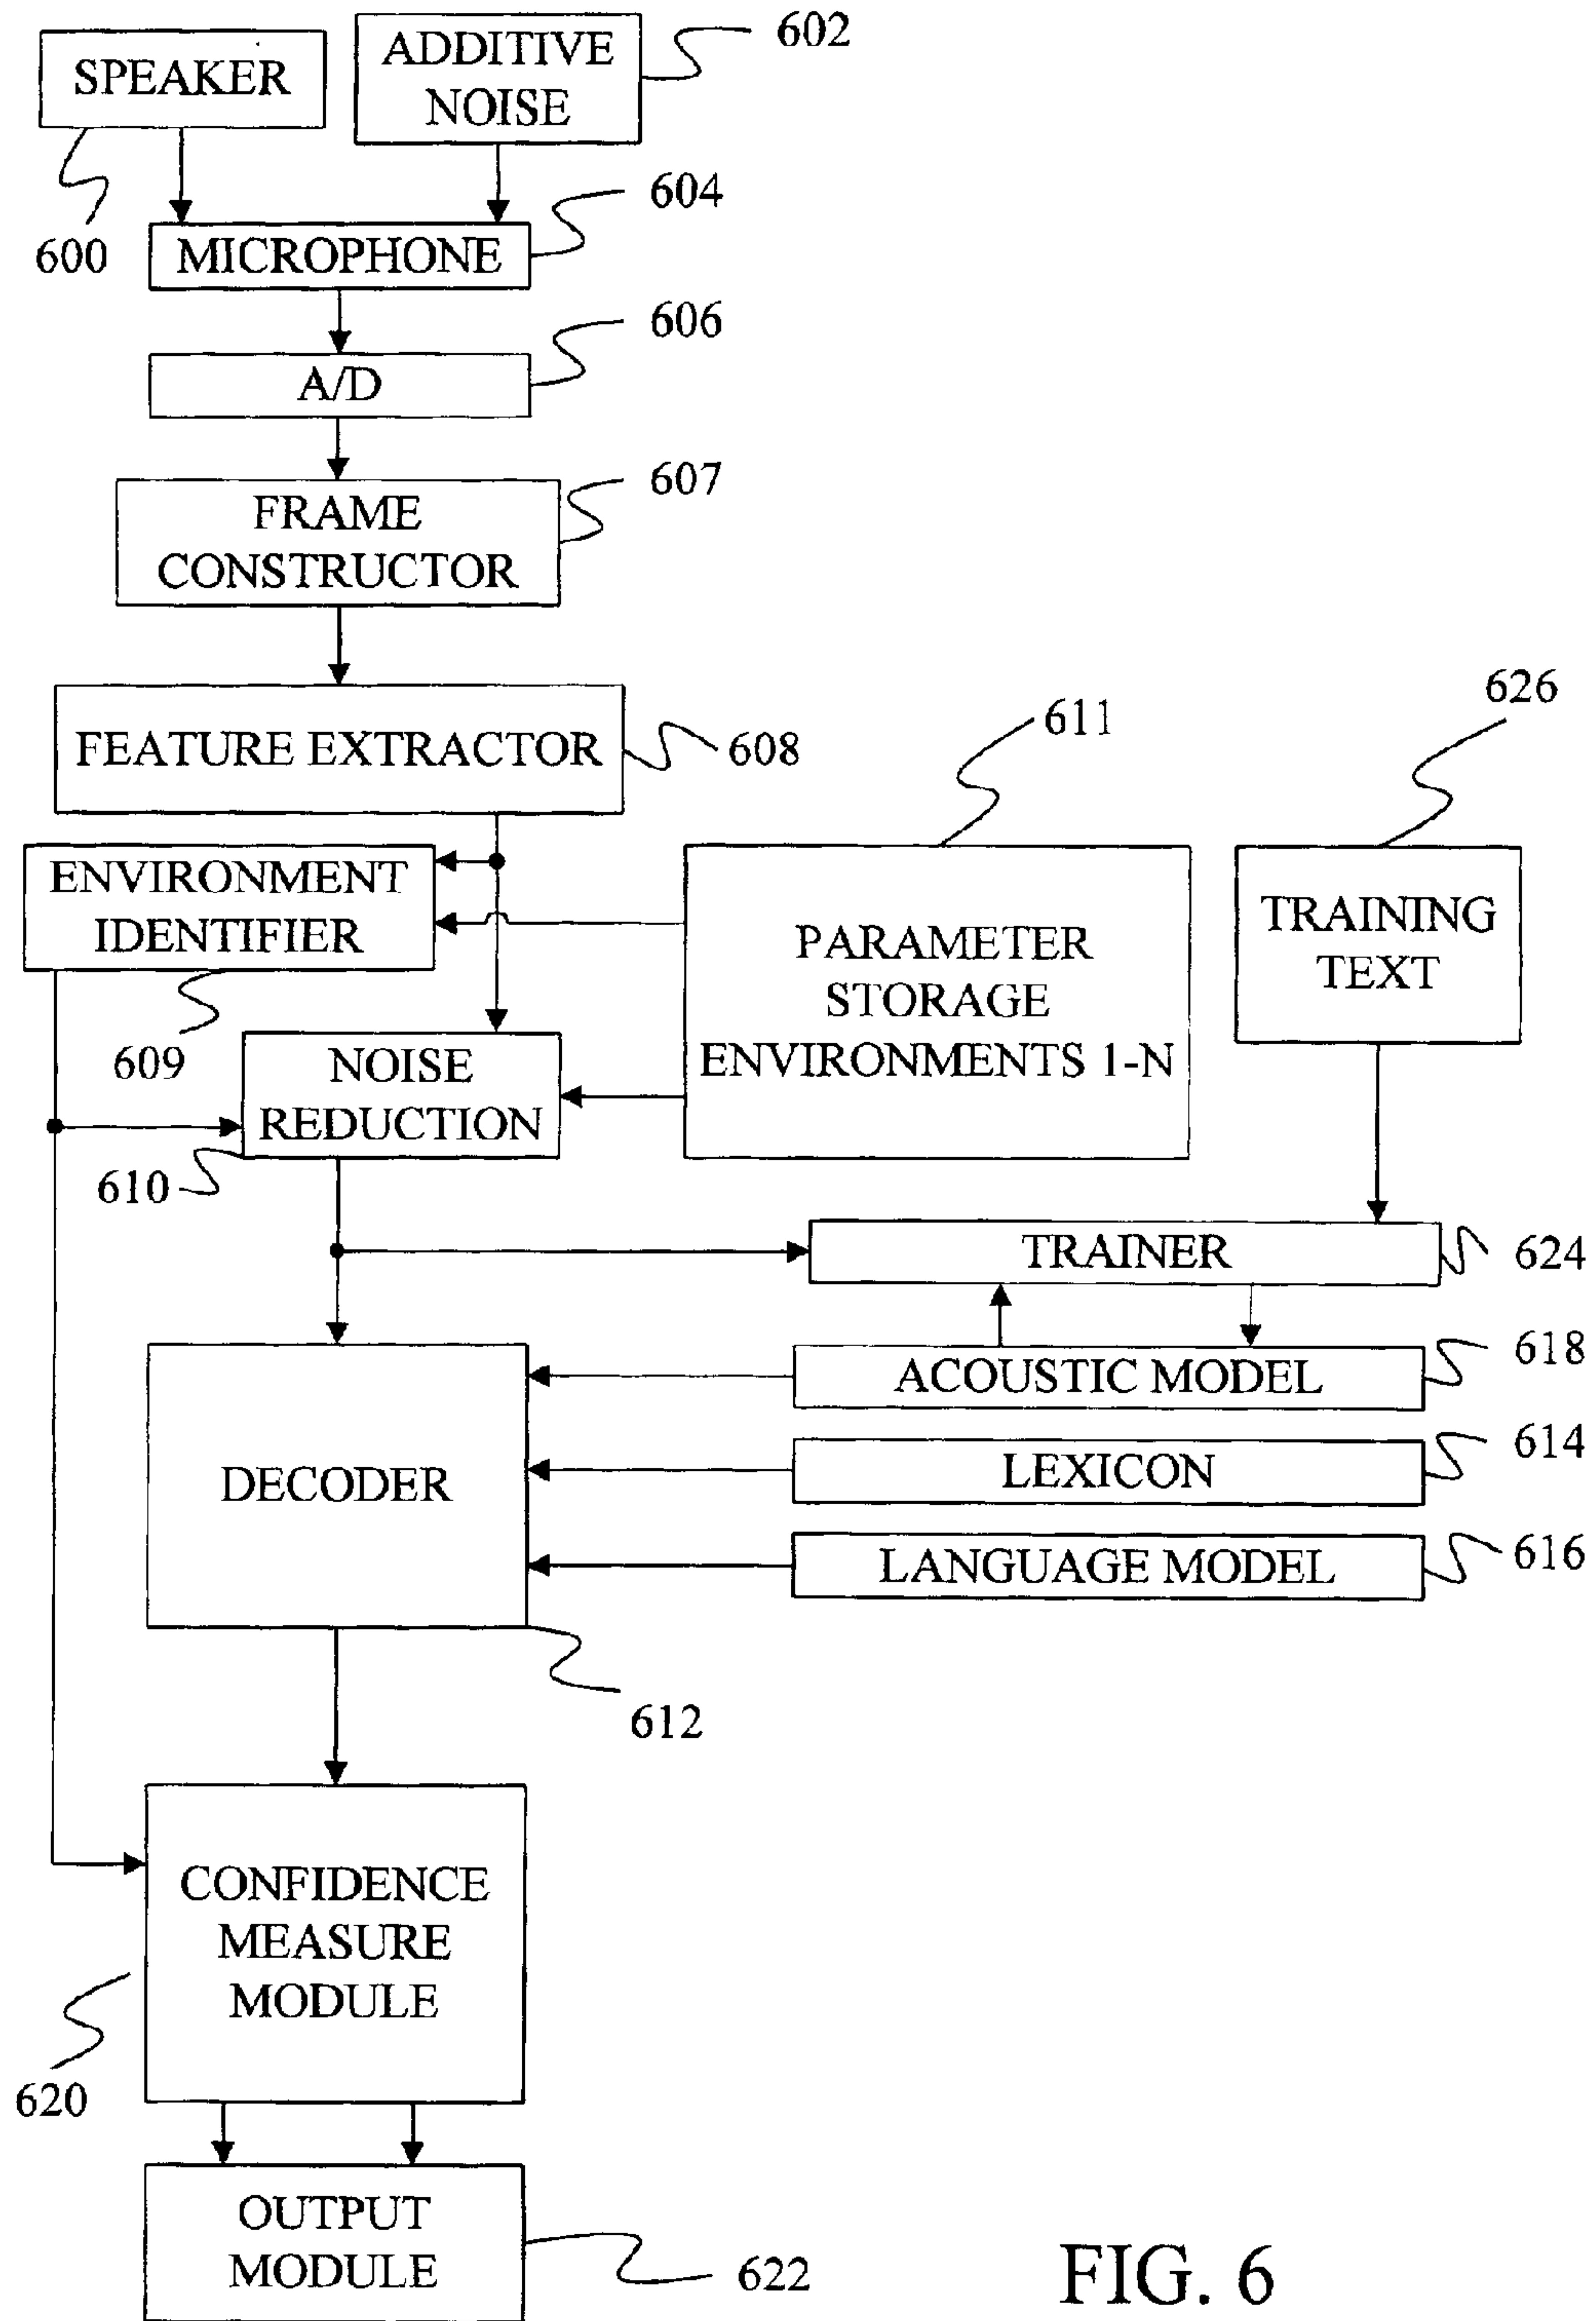 SPEAKER
ADDITIVE
NOISE
602
600
MICROPHONE
604
A/D
606
FRAME
CONSTRUCTOR
607
FEATURE EXTRACTOR
608
611
626
ENVIRONMENT
IDENTIFIER
609
PARAMETER
STORAGE
ENVIRONMENTS 1-N
TRAINING
TEXT
NOISE
REDUCTION
610
TRAINER
624
DECODER
612
ACOUSTIC MODEL
618
LEXICON
614
LANGUAGE MODEL
616
CONFIDENCE
MEASURE
MODULE
620
OUTPUT
MODULE
622
FIG. 6